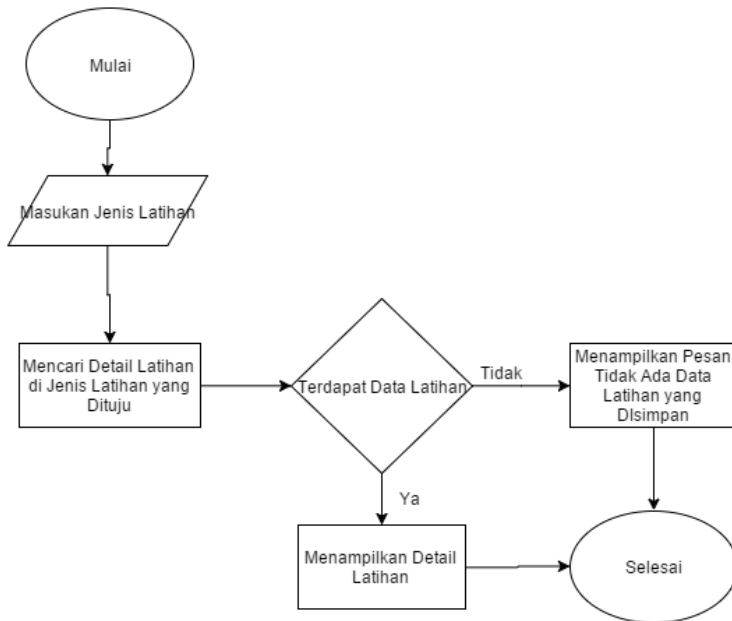 Mulai
Masukan Jenis Latihan
Mencari Detail Latihan
di Jenis Latihan yang
Dituju
Terdapat Data Latihan
Tidak
Menampilkan Pesan
Tidak Ada Data
Latihan yang
DIsimpan
Ya
Menampilkan Detail
Latihan
Selesai